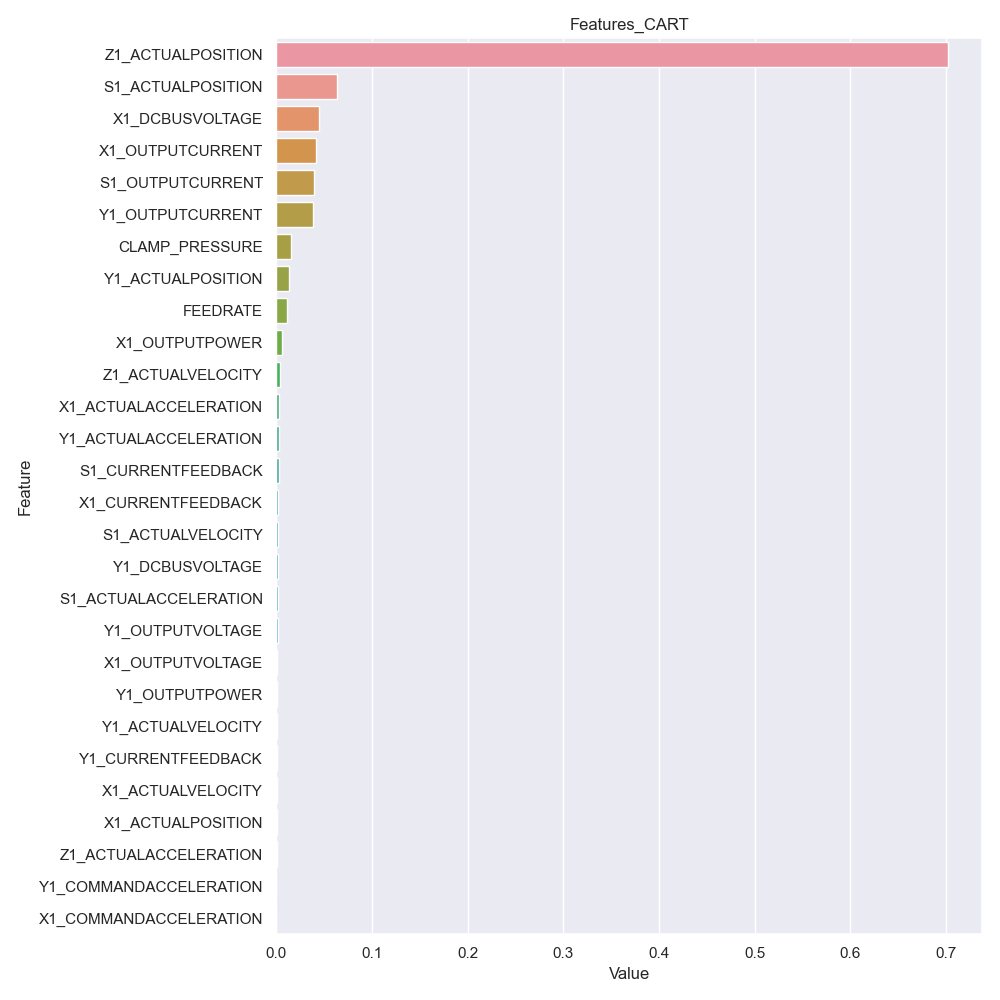 Features_CART
Z1_ACTUALPOSITION
S1_ACTUALPOSITION
X1_DCBUSVOLTAGE
X1_OUTPUTCURRENT
S1_OUTPUTCURRENT
Y1_OUTPUTCURRENT
CLAMP_PRESSURE
Y1_ACTUALPOSITION
FEEDRATE
X1_OUTPUTPOWER
Z1_ACTUALVELOCITY
X1_ACTUALACCELERATION
Y1_ACTUALACCELERATION
S1_CURRENTFEEDBACK
X1_CURRENTFEEDBACK
S1_ACTUALVELOCITY
Y1_DCBUSVOLTAGE
S1_ACTUALACCELERATION
Y1_OUTPUTVOLTAGE
X1_OUTPUTVOLTAGE
Y1_OUTPUTPOWER
Y1_ACTUALVELOCITY
Y1_CURRENTFEEDBACK
X1_ACTUALVELOCITY
X1_ACTUALPOSITION
Z1_ACTUALACCELERATION
Y1_COMMANDACCELERATION
X1_COMMANDACCELERATION
Feature
0.0 0.1 0.2 0.3 0.4 0.5 0.6 0.7
Value